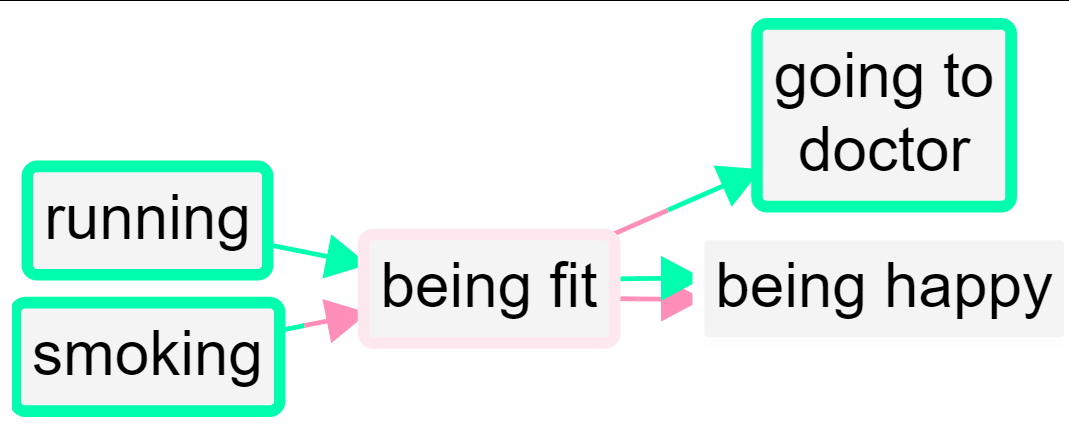 going to
doctor
running
being fit
being happy
smoking